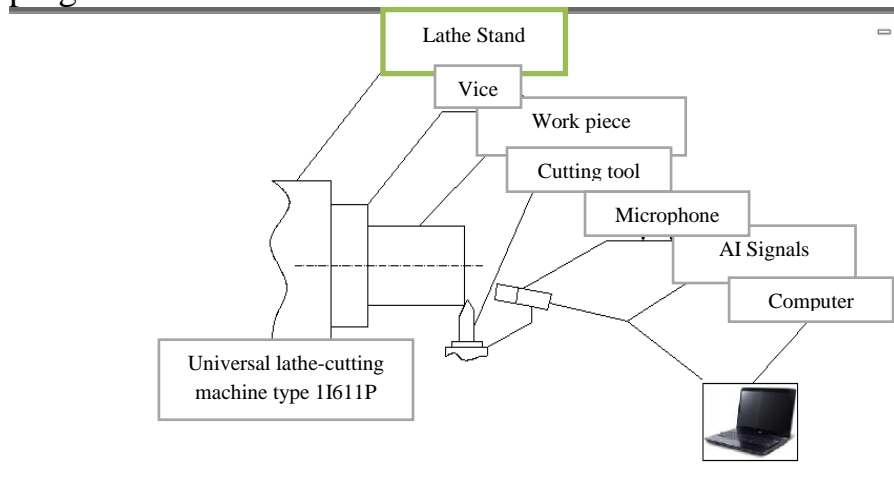 Lathe Stand
Vice
Work piece
Cutting tool
Microphone
AI Signals
Computer
Universal lathe-cutting
machine type 1I611P